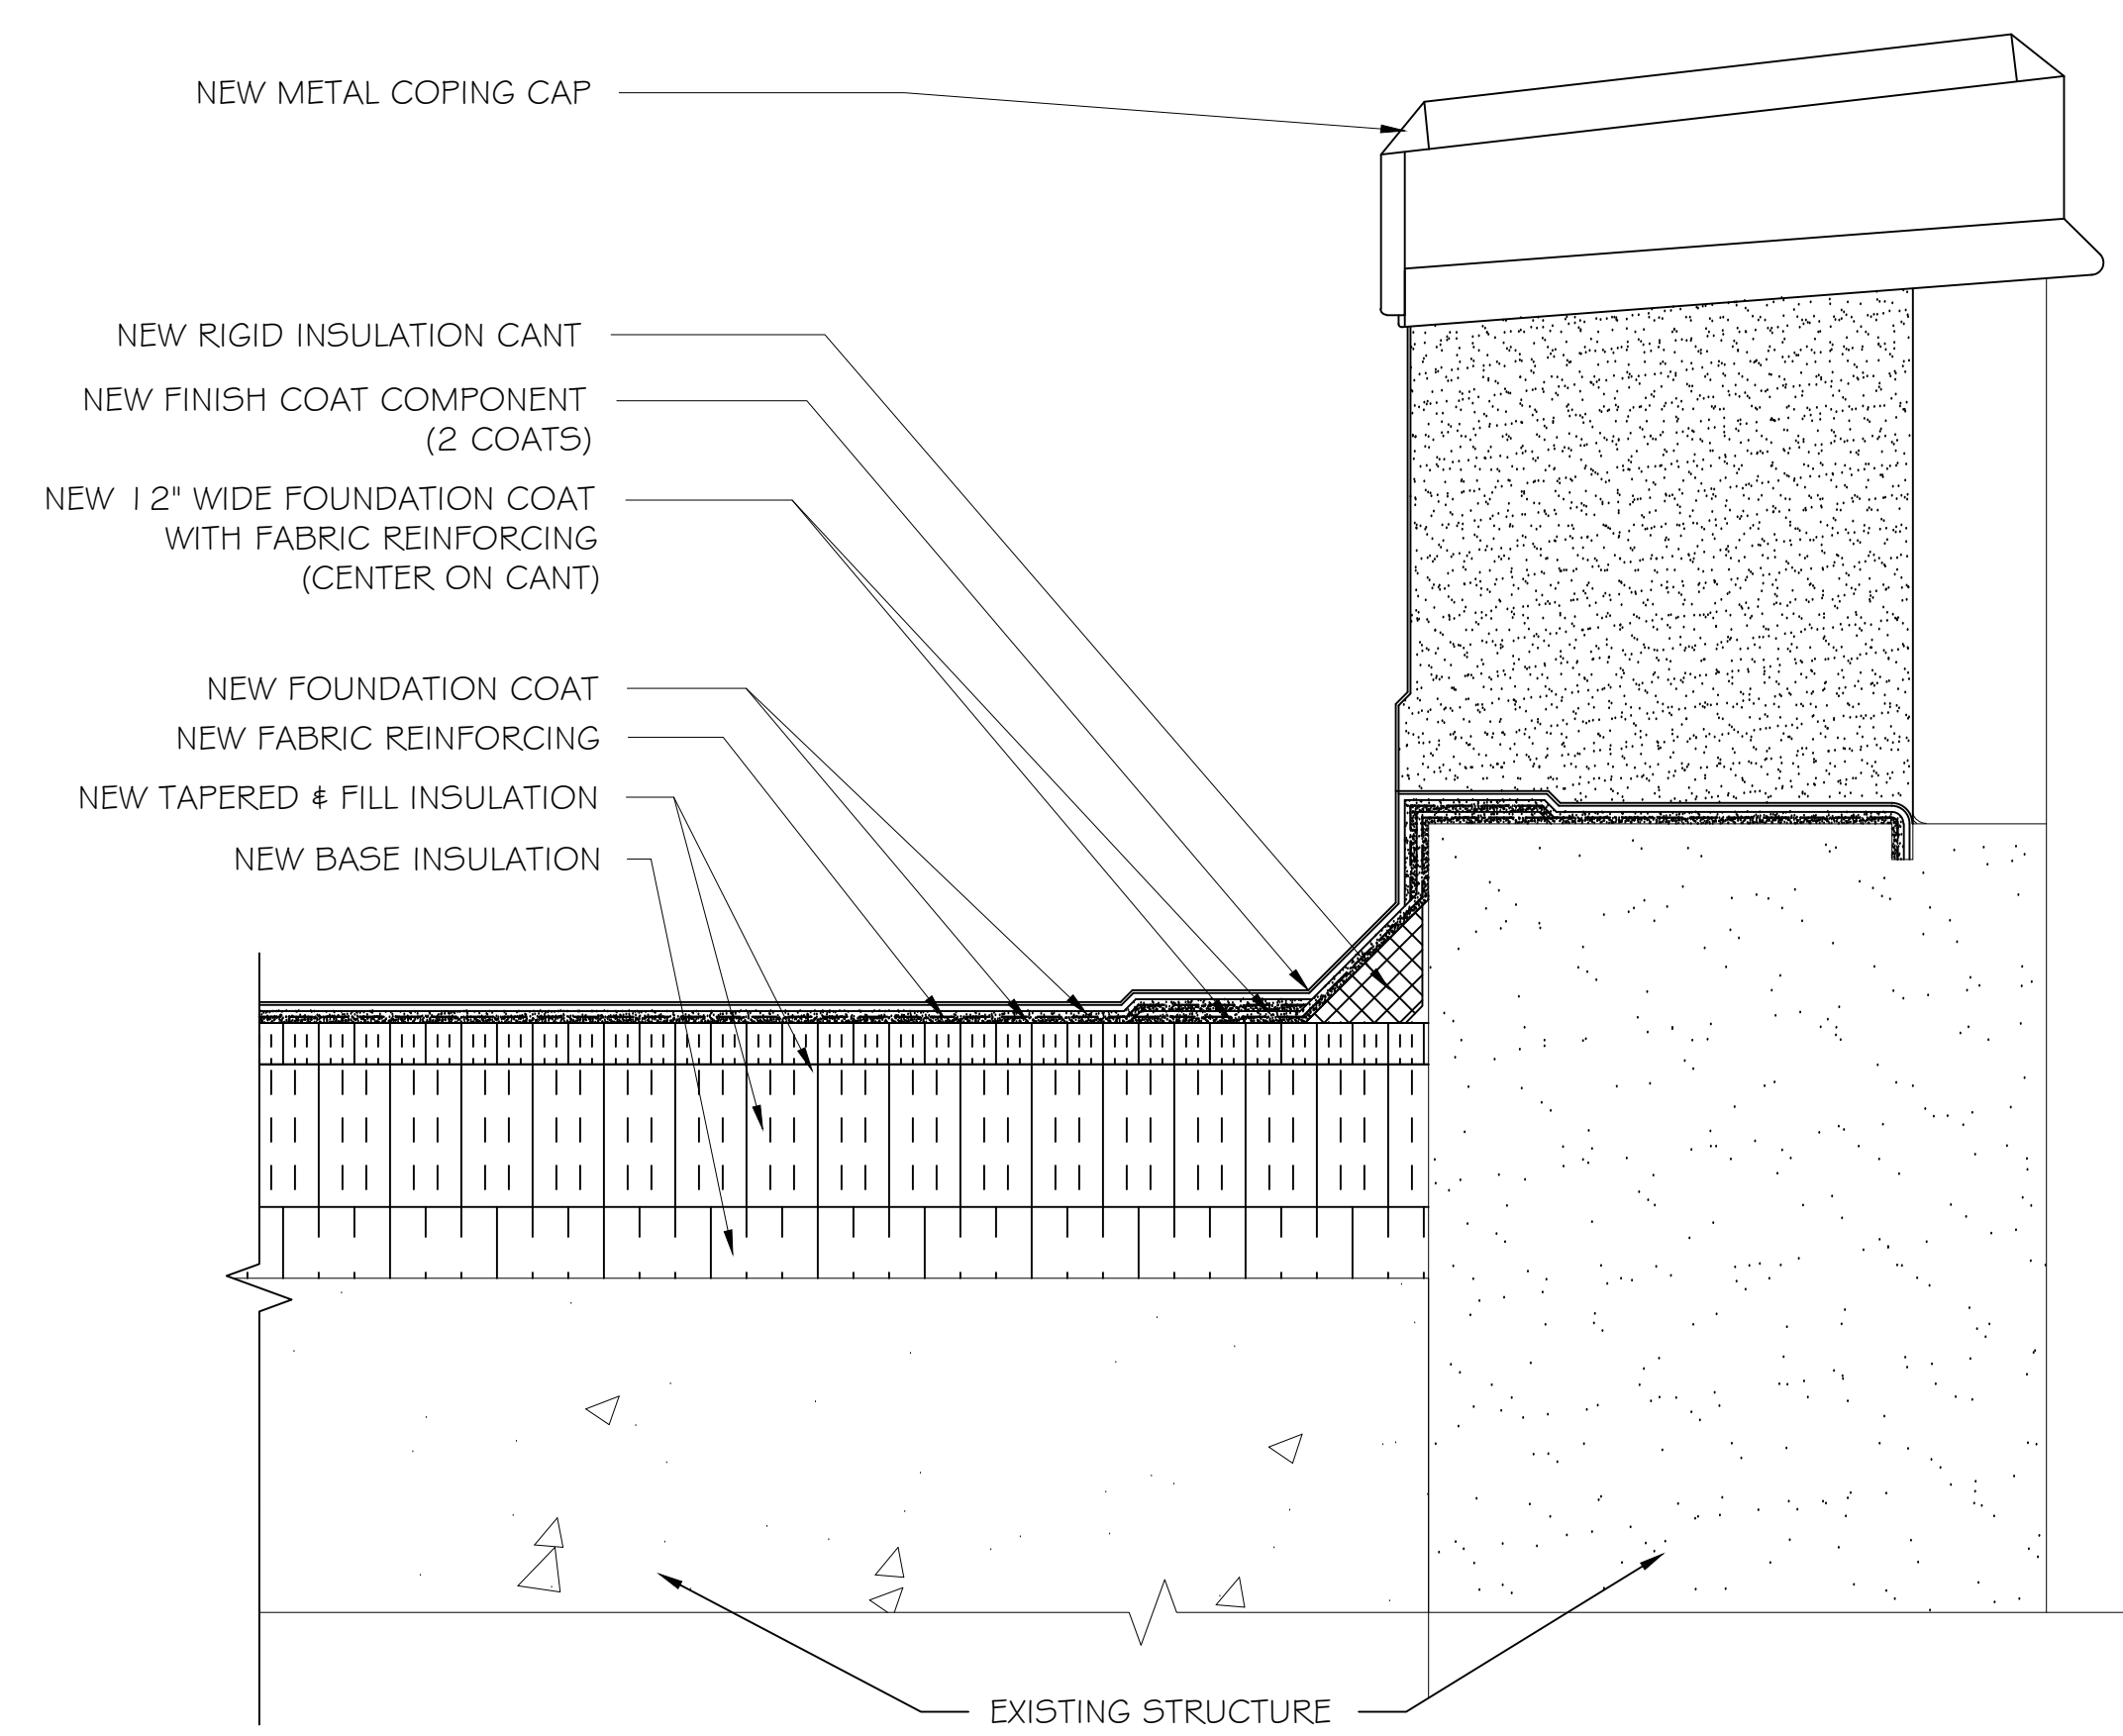 NEW METAL COPING CAP
NEW RIGID INSULATION CANT
NEW FINISH COAT COMPONENT
(2 COATS)
NEW 12" WIDE FOUNDATION COAT
WITH FABRIC REINFORCING
(CENTER ON CANT)
NEW FOUNDATION COAT
NEW FABRIC REINFORCING
NEW TAPERED & FILL INSULATION
NEW BASE INSULATION
EXISTING STRUCTURE